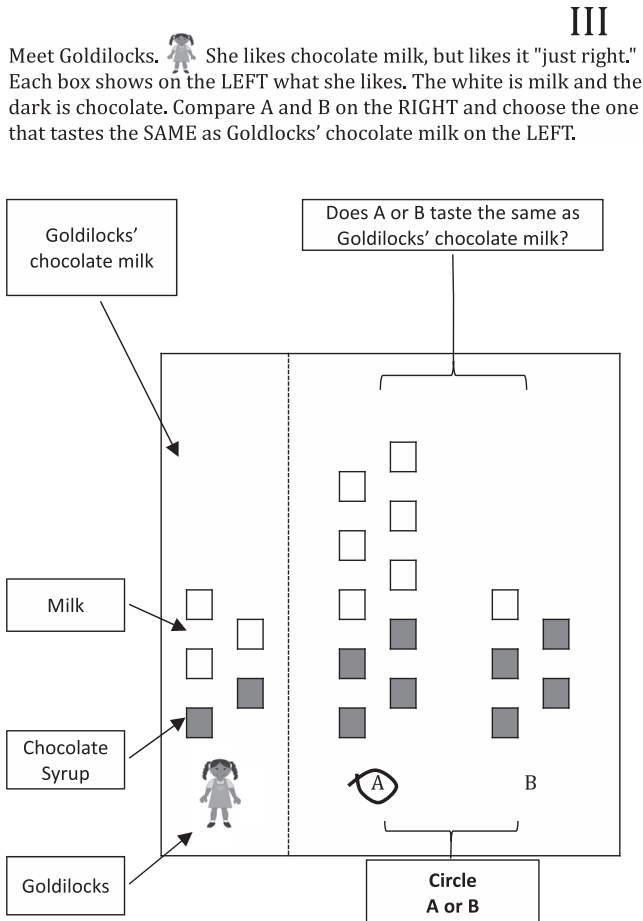 III
Meet Goldilocks. She likes chocolate milk, but likes it "just right."
Each box shows on the LEFT what she likes. The white is milk and the
dark is chocolate. Compare A and B on the RIGHT and choose the one
that tastes the SAME as Goldlocks’ chocolate milk on the LEFT.
Goldilocks’
chocolate milk
Does A or B taste the same as
Goldilocks’ chocolate milk?
Milk
Chocolate
Syrup
A
B
Goldilocks
Circle
A or B